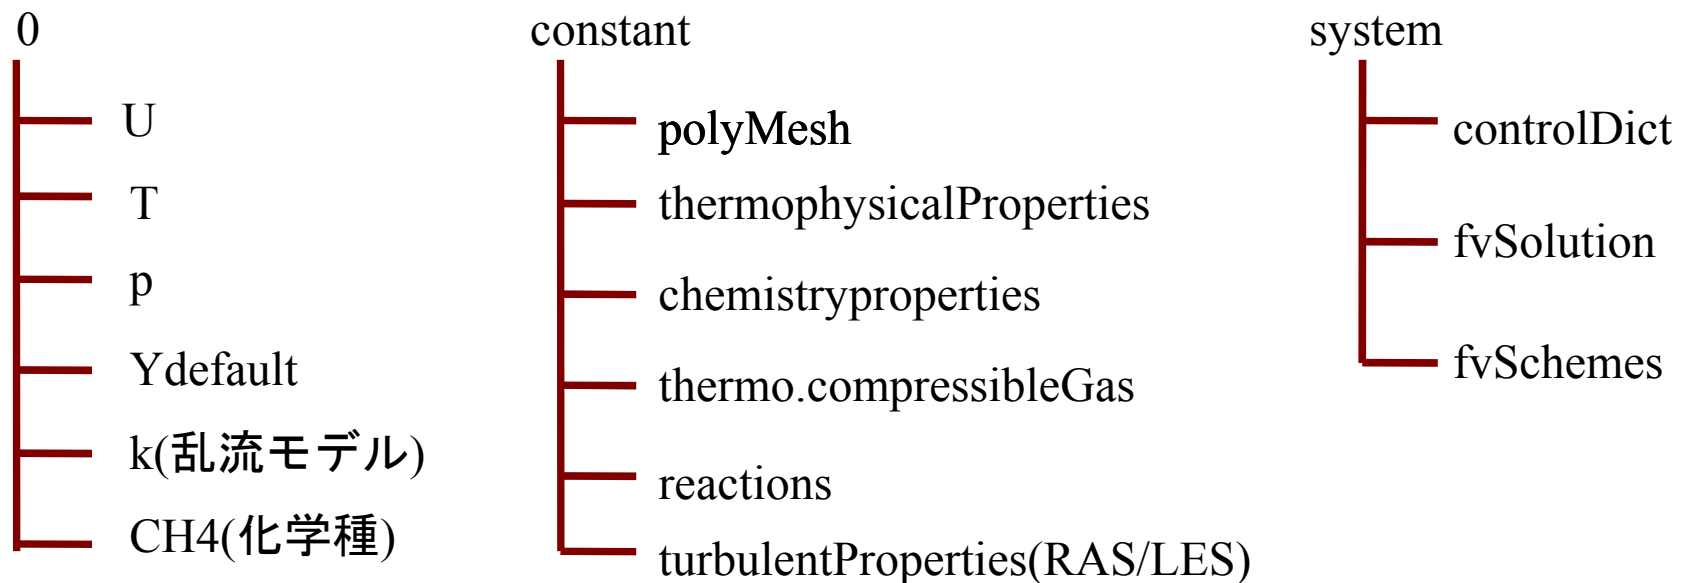 0
U
T
p
Ydefault
k(乱流モデル)
CH4(化学種)
constant
polyMesh
thermophysicalProperties
chemistryproperties
thermo.compressibleGas
reactions
turbulentProperties(RAS/LES)
system
controlDict
fvSolution
fvSchemes